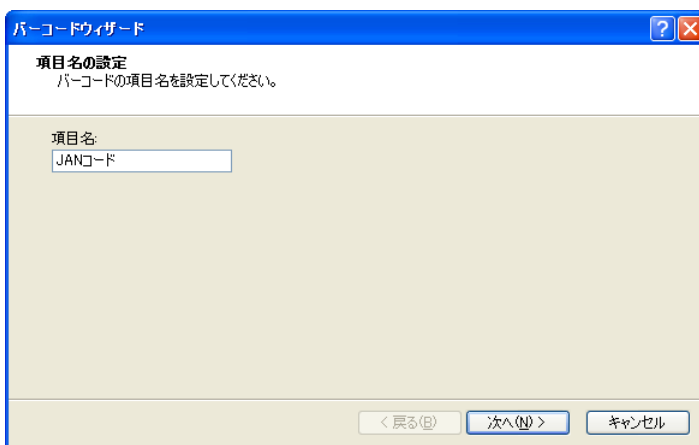 バーコードウィザード
項目名の設定
バーコードの項目名を設定してください。
項目名:
JANコード
< 戻る(B)
次へ(N) >
キャンセル